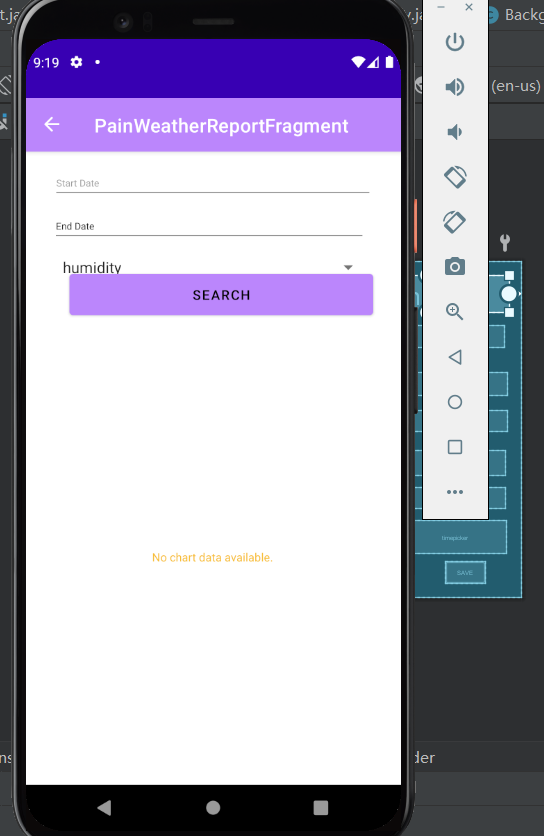 t.ja
y.ja
Backg
9:19
(en-us)
PainWeatherReportFragment
Start Date
End Date
humidity
SEARCH
No chart data available.
timepicker
SAVE
ns
der